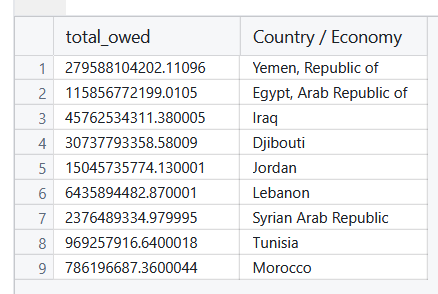 total_owed Country / Economy
1 279588104202.11096 Yemen, Republic of
2 115856772199.0105 Egypt, Arab Republic of
3 45762534311.380005 Iraq
4 30737793358.58009 Djibouti
5 15045735774.130001 Jordan
6 6435894482.870001 Lebanon
7 2376489334.979995 Syrian Arab Republic
8 969257916.6400018 Tunisia
9 786196687.3600044 Morocco